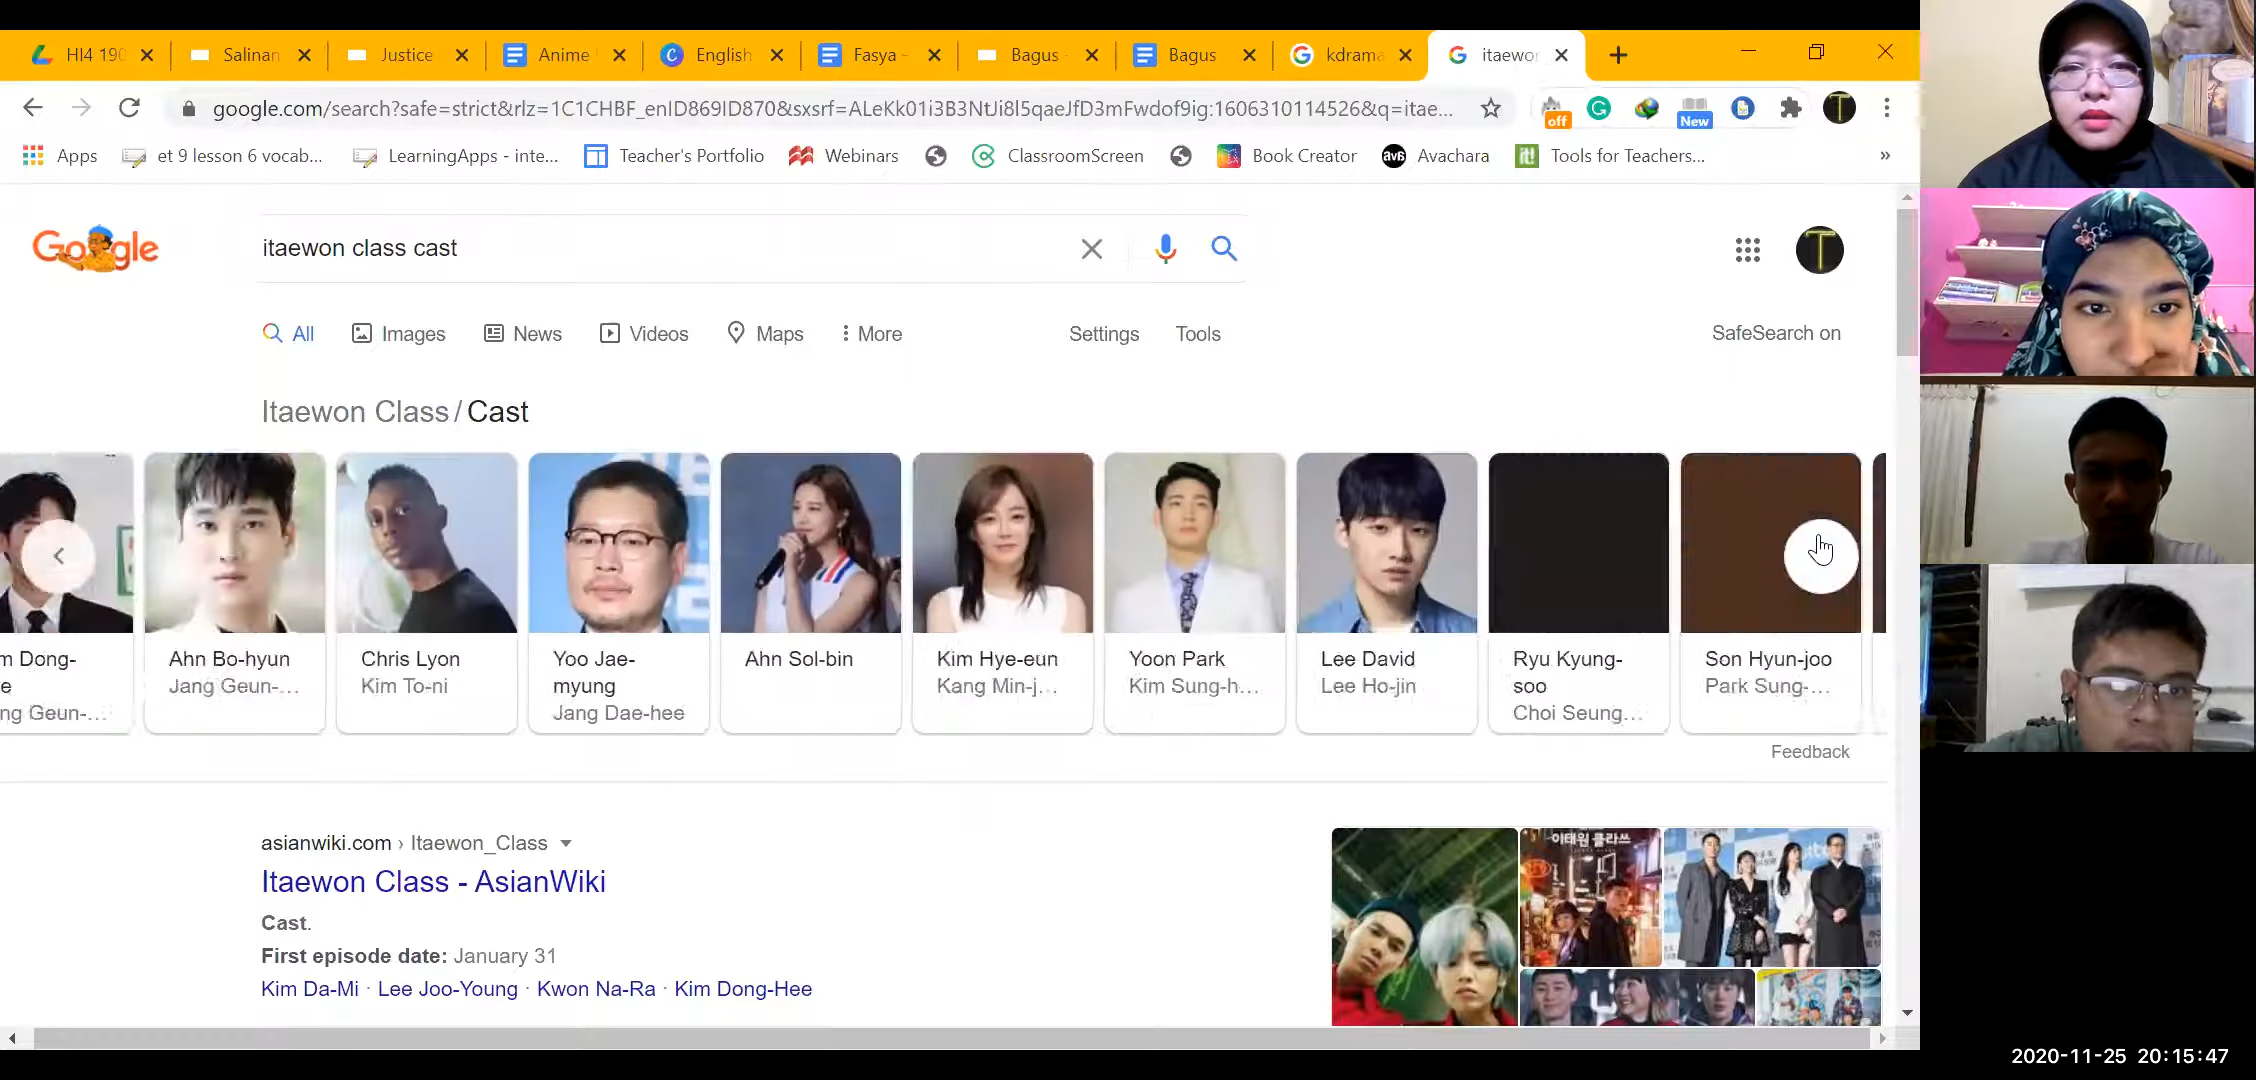 HI4 190
Salinan
Justice
Anime
English
Fasya -
Bagus -
Bagus
kdrama
itaewon
google.com/search?safe=strict&rlz=1C1CHBF_enID869ID870&sxsrf=ALeKk01i3B3NtJi8l5qaeJfD3mFwdof9ig:1606310114526&q=itae...
off
New
T
Apps
et 9 lesson 6 vocab...
LearningApps - inte...
Teacher's Portfolio
Webinars
ClassroomScreen
Book Creator
Avachara
Tools for Teachers...
»
Google
itaewon class cast
T
All
Images
News
Videos
Maps
More
Settings
Tools
SafeSearch on
Itaewon Class / Cast
m Dong-
e
ng Geun-...
Ahn Bo-hyun
Jang Geun-...
Chris Lyon
Kim To-ni
Yoo Jae-
myung
Jang Dae-hee
Ahn Sol-bin
Kim Hye-eun
Kang Min-j...
Yoon Park
Kim Sung-h...
Lee David
Lee Ho-jin
Ryu Kyung-
soo
Choi Seung...
Son Hyun-joo
Park Sung-...
Feedback
asianwiki.com › Itaewon_Class
Itaewon Class - AsianWiki
Cast.
First episode date: January 31
Kim Da-Mi · Lee Joo-Young · Kwon Na-Ra · Kim Dong-Hee
이태원 클라쓰
2020-11-25 20:15:47